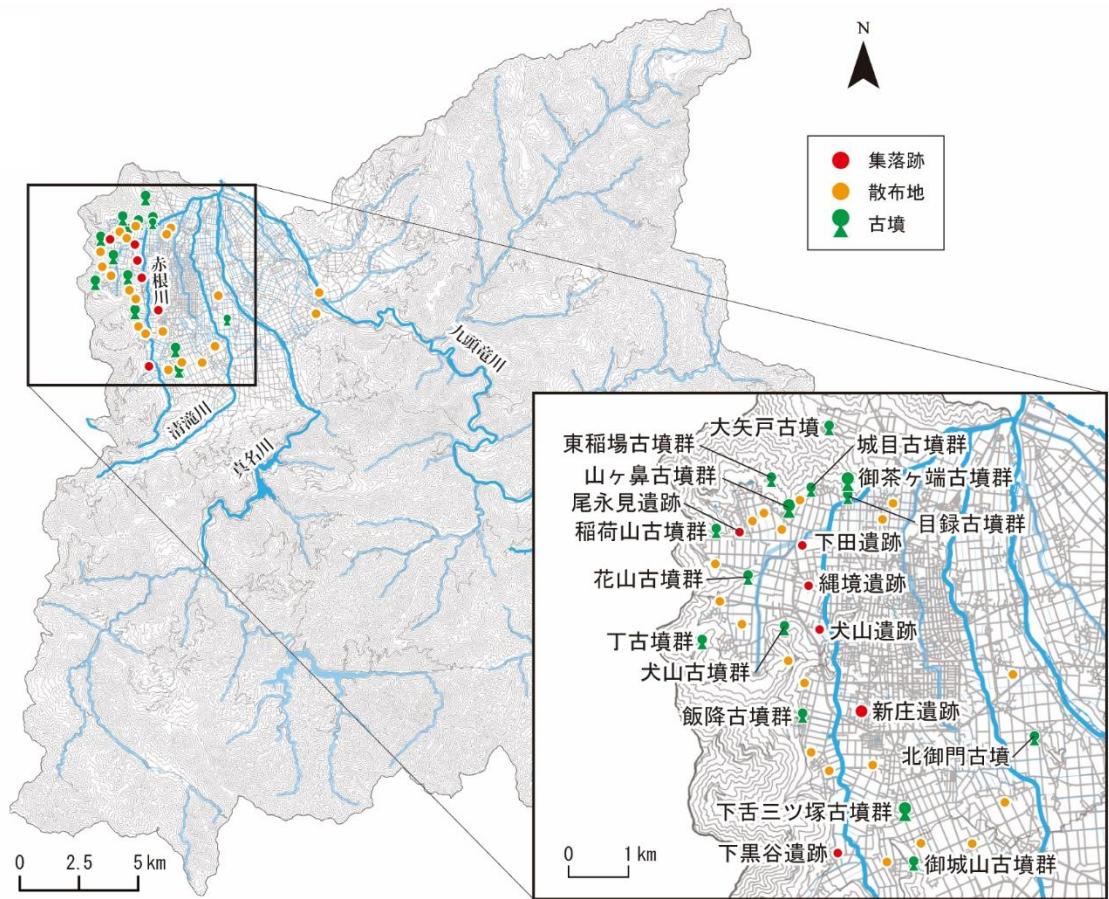 N
集落跡
散布地
古墳
赤根川
九頭竜川
清滝川
真名川
0 2.5 5 km
大矢戸古墳
東稲場古墳群
城目古墳群
山ヶ鼻古墳群
御茶ヶ端古墳群
尾永見遺跡
目録古墳群
稲荷山古墳群
下田遺跡
花山古墳群
縄境遺跡
犬山遺跡
丁古墳群
犬山古墳群
飯降古墳群
新庄遺跡
北御門古墳
下舌三ツ塚古墳群
0 1 km
下黒谷遺跡
御城山古墳群